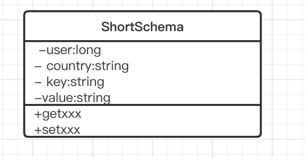 ShortSchema
–user:long
– country:string
– key:string
–value:string
+getxxx
+setxxx